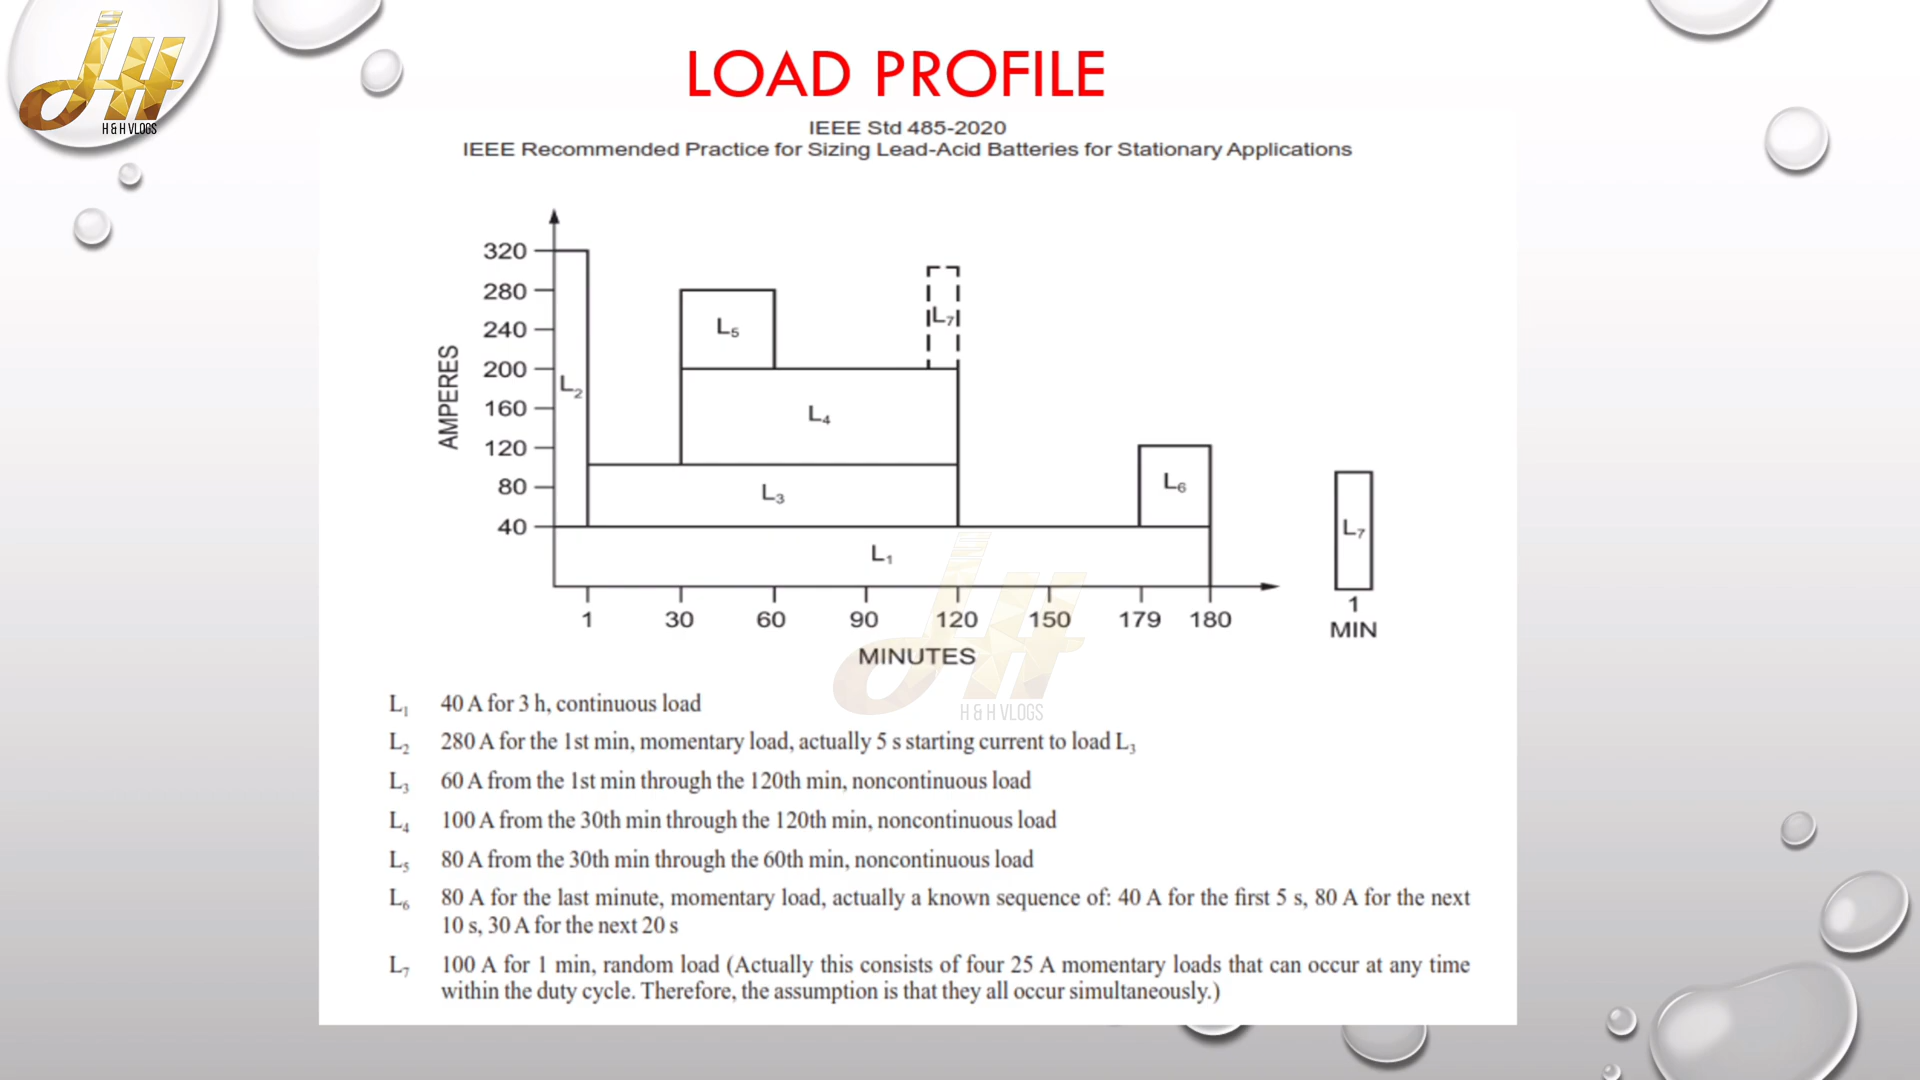 H & H VLOGS
LOAD PROFILE
IEEE Std 485-2020
IEEE Recommended Practice for Sizing Lead-Acid Batteries for Stationary Applications
AMPERES
320
280
240
200
160
120
80
40
L2
L5
L7
L4
L3
L6
L1
L7
1
30
60
90
120
150
179
180
MINUTES
1
MIN
H & H VLOGS
L1 40 A for 3 h, continuous load
L2 280 A for the 1st min, momentary load, actually 5 s starting current to load L3
L3 60 A from the 1st min through the 120th min, noncontinuous load
L4 100 A from the 30th min through the 120th min, noncontinuous load
L5 80 A from the 30th min through the 60th min, noncontinuous load
L6 80 A for the last minute, momentary load, actually a known sequence of: 40 A for the first 5 s, 80 A for the next
10 s, 30 A for the next 20 s
L7 100 A for 1 min, random load (Actually this consists of four 25 A momentary loads that can occur at any time
within the duty cycle. Therefore, the assumption is that they all occur simultaneously.)